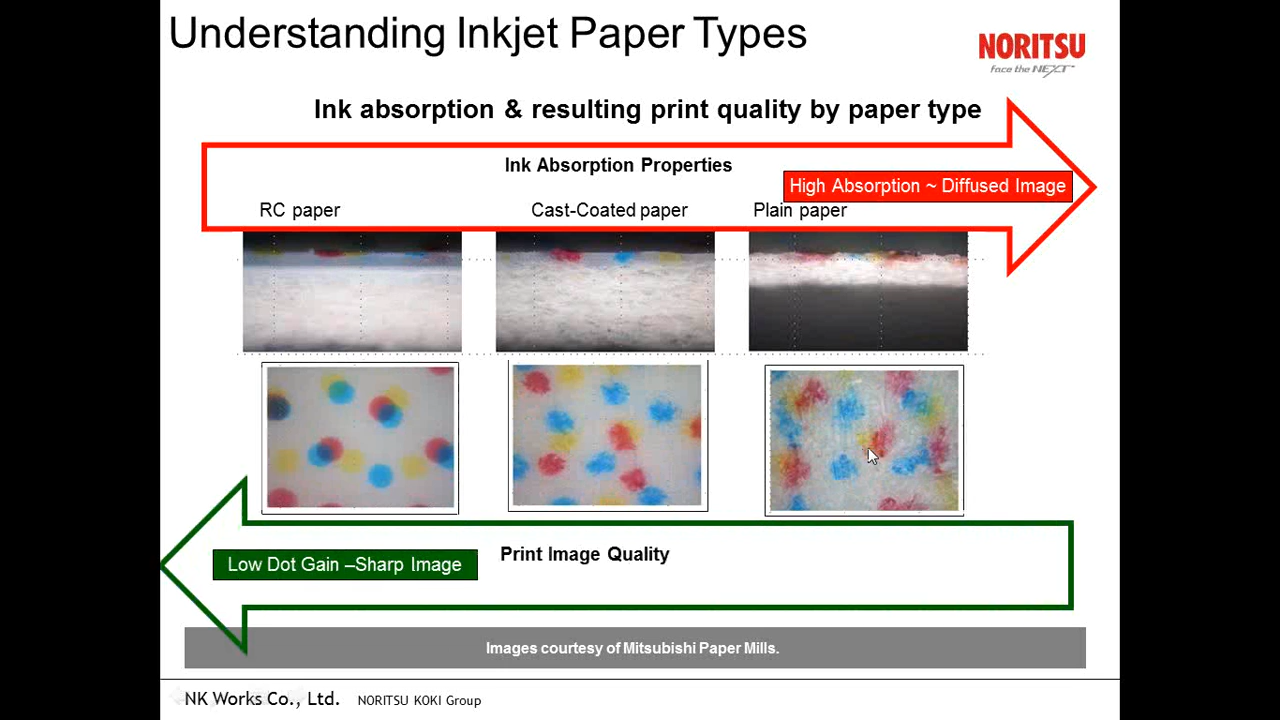 Understanding Inkjet Paper Types
NORITSU
face the NEXT
Ink absorption & resulting print quality by paper type
Ink Absorption Properties
High Absorption ~ Diffused Image
RC paper
Cast-Coated paper
Plain paper
Print Image Quality
Low Dot Gain –Sharp Image
Images courtesy of Mitsubishi Paper Mills.
NK Works Co., Ltd.
NORITSU KOKI Group